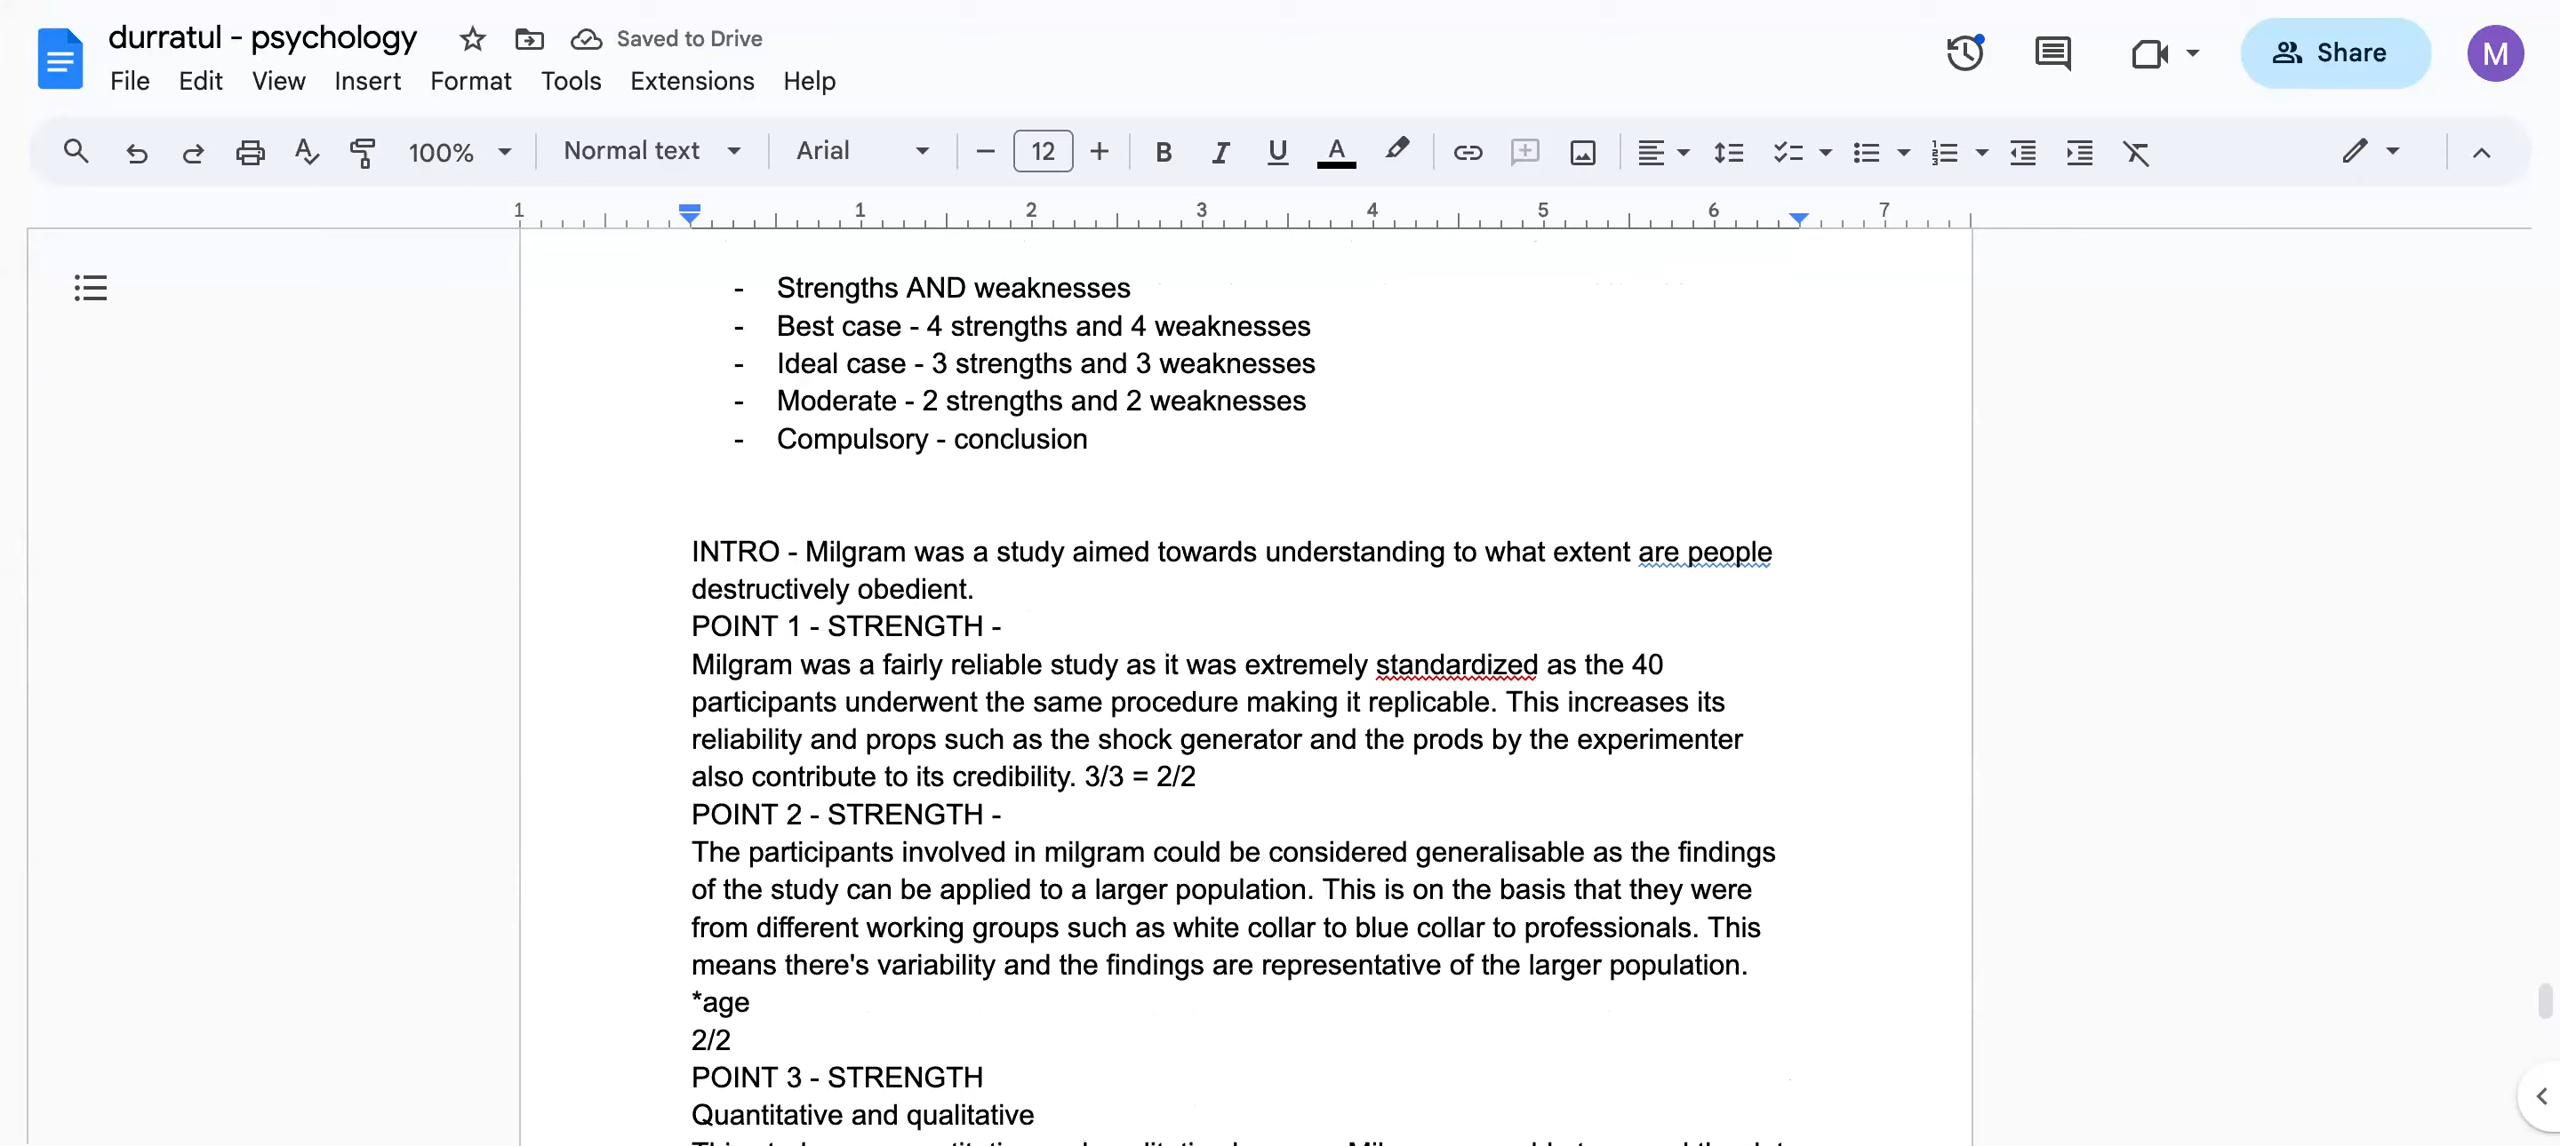 durratul - psychology Saved to Drive
File Edit View Insert Format Tools Extensions Help
Share
M
100% Normal text Arial 12 B I U A
1 1 2 3 4 5 6 7
- Strengths AND weaknesses
- Best case - 4 strengths and 4 weaknesses
- Ideal case - 3 strengths and 3 weaknesses
- Moderate - 2 strengths and 2 weaknesses
- Compulsory - conclusion
INTRO - Milgram was a study aimed towards understanding to what extent are people
destructively obedient.
POINT 1 - STRENGTH -
Milgram was a fairly reliable study as it was extremely standardized as the 40
participants underwent the same procedure making it replicable. This increases its
reliability and props such as the shock generator and the prods by the experimenter
also contribute to its credibility. 3/3 = 2/2
POINT 2 - STRENGTH -
The participants involved in milgram could be considered generalisable as the findings
of the study can be applied to a larger population. This is on the basis that they were
from different working groups such as white collar to blue collar to professionals. This
means there's variability and the findings are representative of the larger population.
*age
2/2
POINT 3 - STRENGTH
Quantitative and qualitative